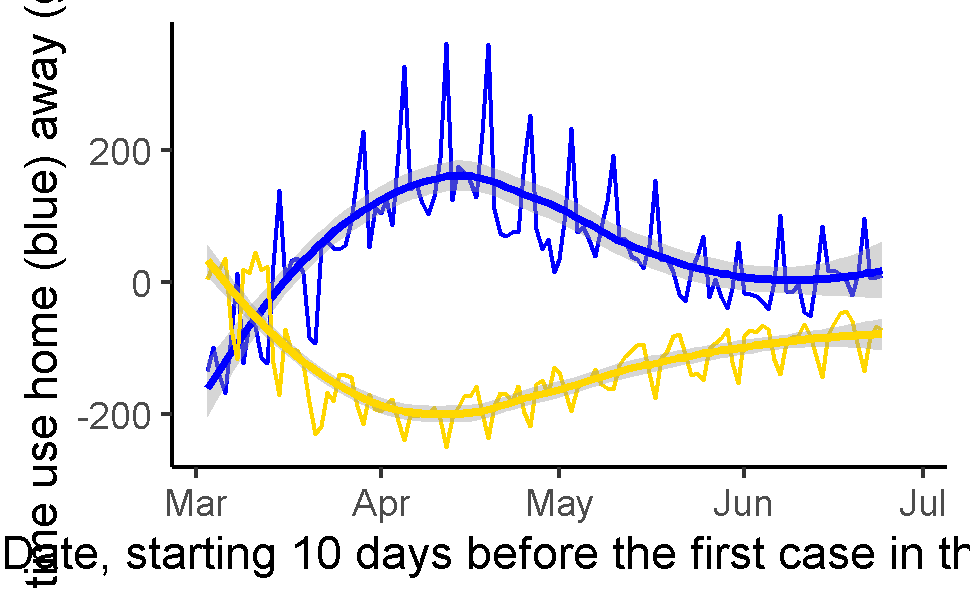 time use home (blue) away (
200
0
-200
Mar Apr May Jun Jul
Date, starting 10 days before the first case in th